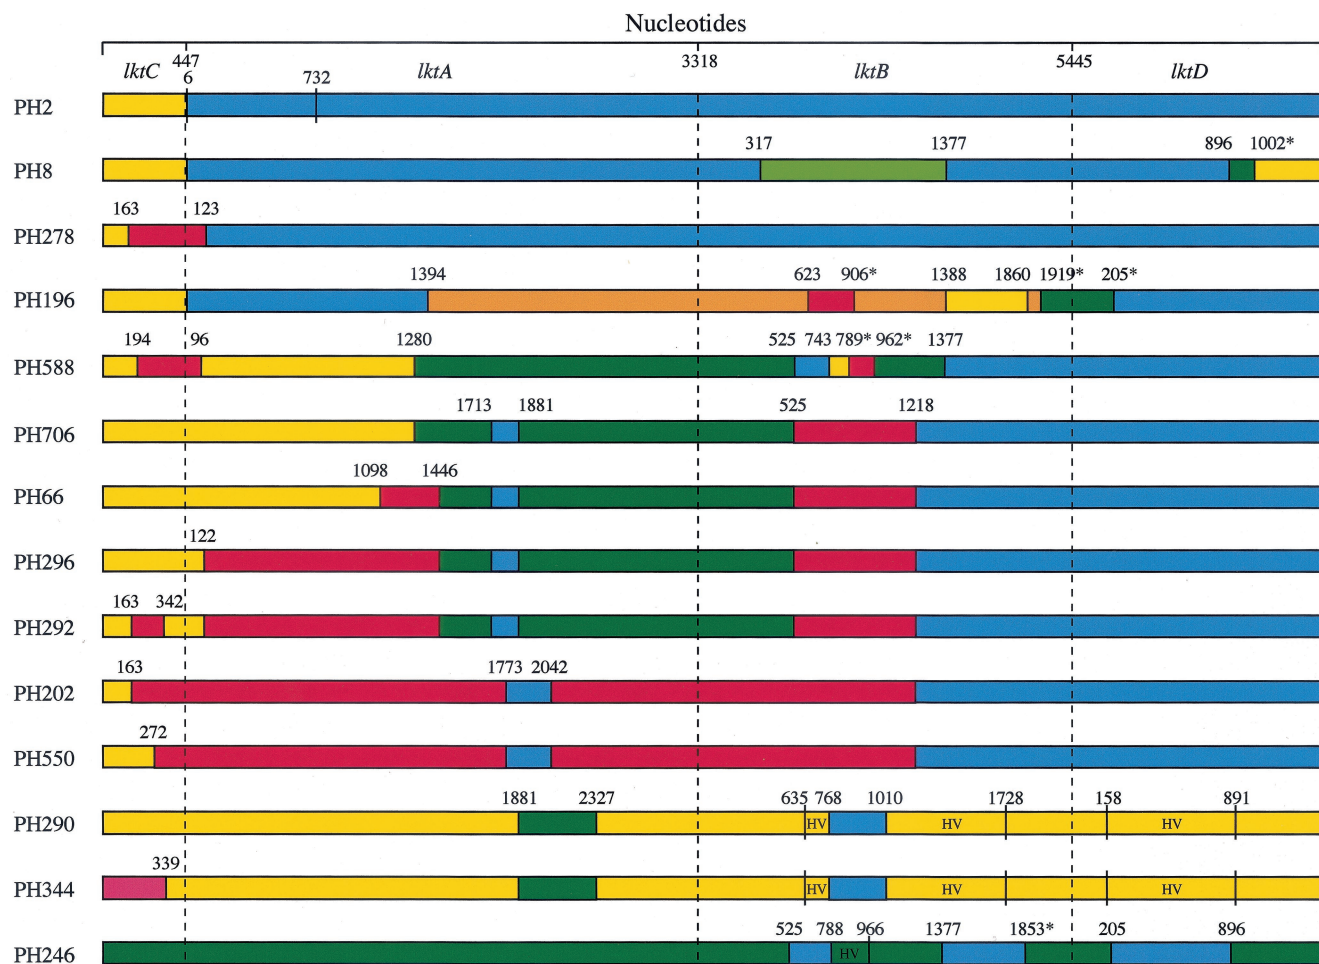 Nucleotides
lktC 447 6 732 lktA 3318 lktB 5445 lktD
PH2
317 1377 896 1002*
PH8
163 123
PH278
1394 623 906* 1388 1860 1919* 205*
PH196
194 96 1280 525 743 789* 962* 1377
PH588
1713 1881 525 1218
PH706
1098 1446
PH66
122
PH296
163 342
PH292
163 1773 2042
PH202
272
PH550
1881 2327 635 768 1010 1728 158 891
PH290 HV HV HV
339
PH344 HV HV HV
525 788 966 1377 1853* 205 896
PH246 HV